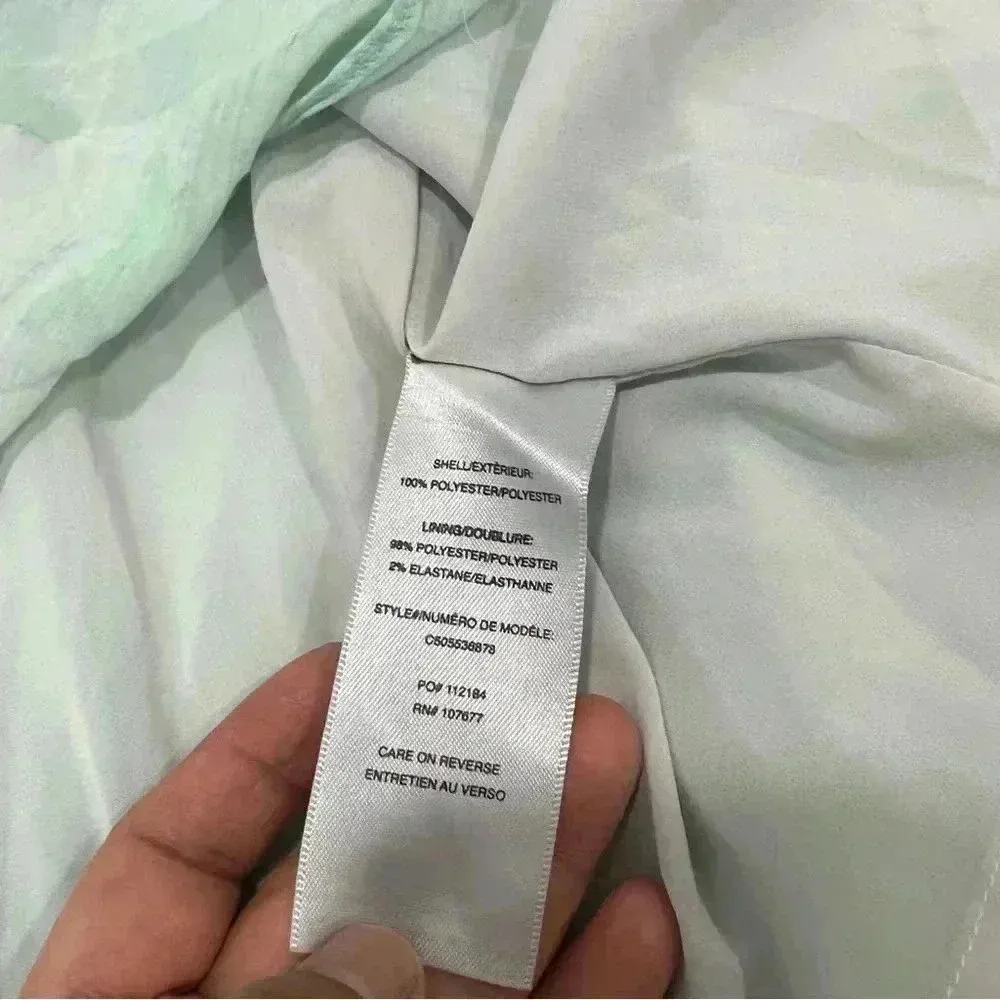 SHELL/EXTÉRIEUR:
100% POLYESTER/POLYESTER
LINING/DOUBLURE:
98% POLYESTER/POLYESTER
2% ELASTANE/ELASTHANNE
STYLE#/NUMÉRO DE MODÈLE:
C505536878
PO# 112184
RN# 107677
CARE ON REVERSE
ENTRETIEN AU VERSO